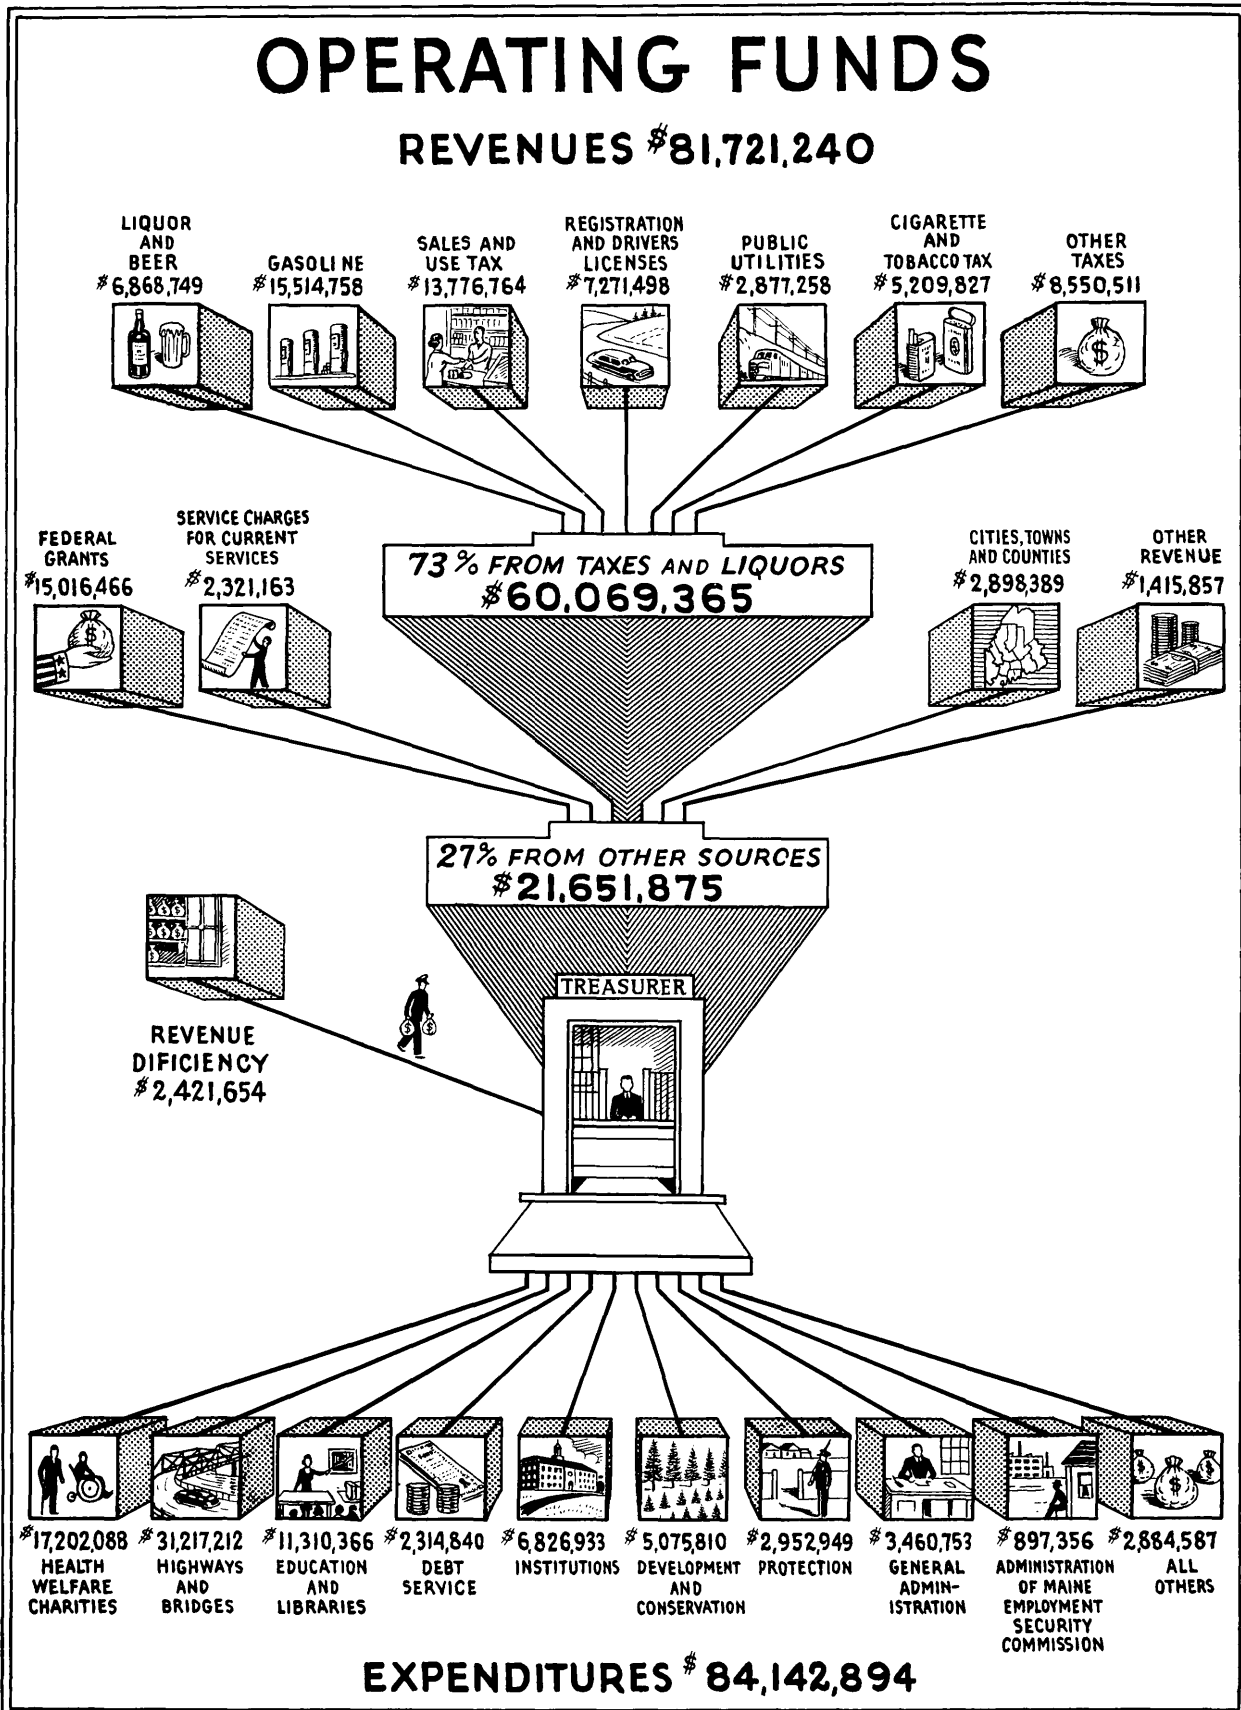 OPERATING FUNDS
REVENUES $81,721,240
LIQUOR
AND
BEER
$6,868,749
GASOLINE
$15,514,758
SALES AND
USE TAX
$13,776,764
REGISTRATION
AND DRIVERS
LICENSES
$7,271,498
PUBLIC
UTILITIES
$2,877,258
CIGARETTE
AND
TOBACCO TAX
$5,209,827
OTHER
TAXES
$8,550,511
73% FROM TAXES AND LIQUORS
$60,069,365
FEDERAL
GRANTS
$15,016,466
SERVICE CHARGES
FOR CURRENT
SERVICES
$2,321,163
CITIES, TOWNS
AND COUNTIES
$2,898,389
OTHER
REVENUE
$1,415,857
27% FROM OTHER SOURCES
$21,651,875
TREASURER
REVENUE
DIFICIENCY
$2,421,654
$17,202,088
HEALTH
WELFARE
CHARITIES
$31,217,212
HIGHWAYS
AND
BRIDGES
$11,310,366
EDUCATION
AND
LIBRARIES
$2,314,840
DEBT
SERVICE
$6,826,933
INSTITUTIONS
$5,075,810
DEVELOPMENT
AND
CONSERVATION
$2,952,949
PROTECTION
$3,460,753
GENERAL
ADMIN-
ISTRATION
$897,356
ADMINISTRATION
OF MAINE
EMPLOYMENT
SECURITY
COMMISSION
$2,884,587
ALL
OTHERS
EXPENDITURES $84,142,894